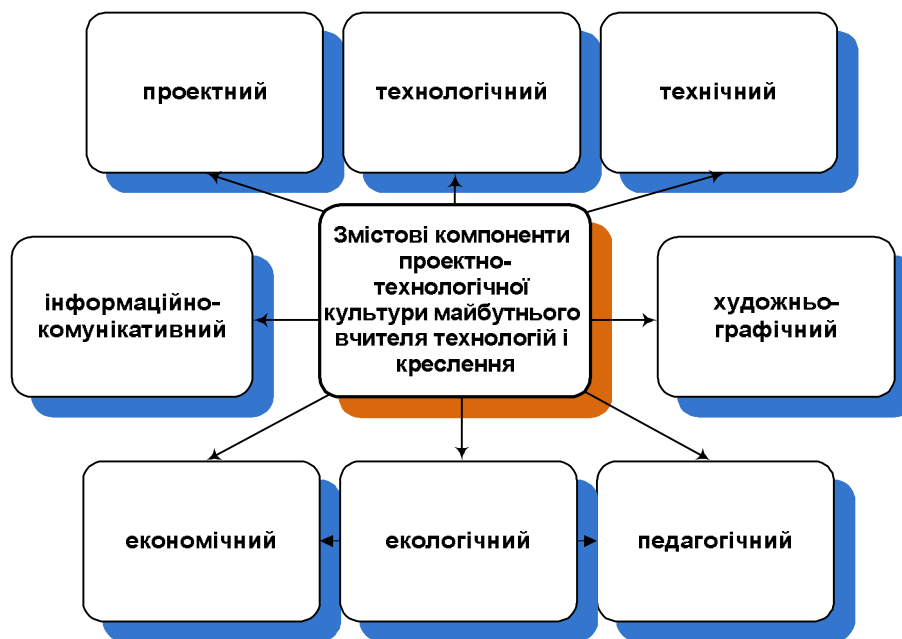 проектний
технологічний
технічний
Змістові компоненти
проектно-
технологічної
культури майбутнього
вчителя технологій і
креслення
інформаційно-
комунікативний
художньо-
графічний
економічний
екологічний
педагогічний